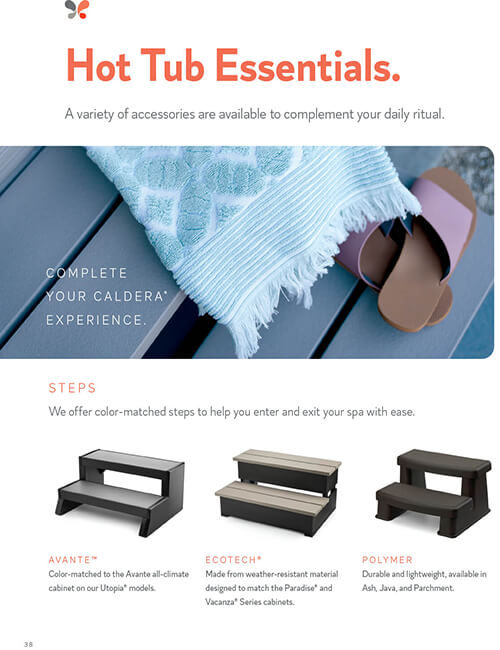 Hot Tub Essentials.
A variety of accessories are available to complement your daily ritual.
COMPLETE
YOUR CALDERA®
EXPERIENCE.
STEPS
We offer color-matched steps to help you enter and exit your spa with ease.
AVANTE™
Color-matched to the Avante all-climate
cabinet on our Utopia® models.
ECOTECH®
Made from weather-resistant material
designed to match the Paradise® and
Vacanza® Series cabinets.
POLYMER
Durable and lightweight, available in
Ash, Java, and Parchment.
38